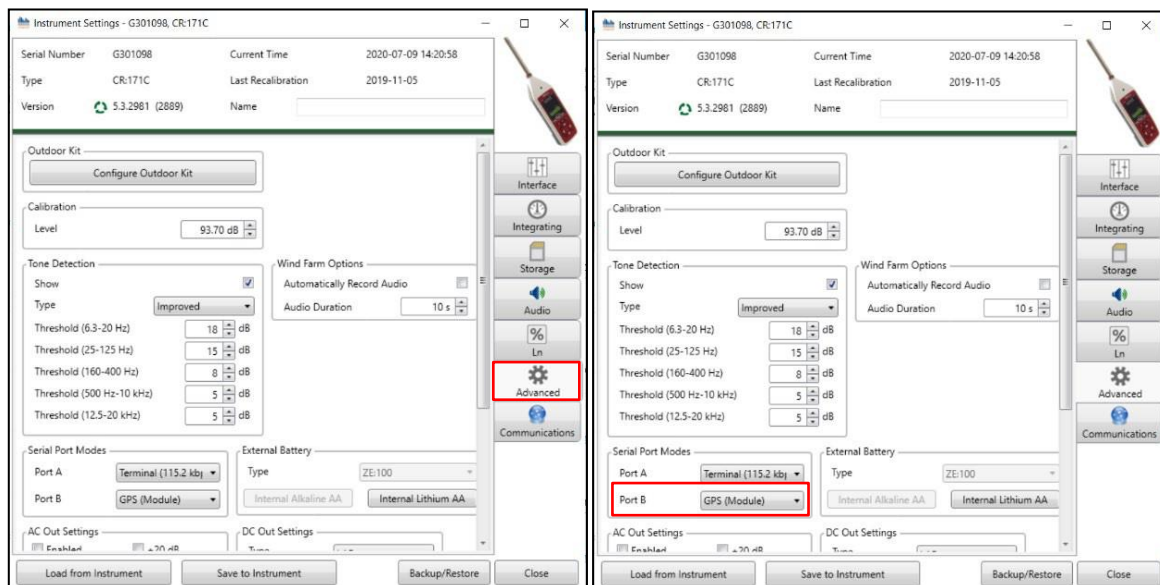 Instrument Settings - G301098, CR:171C
Serial Number G301098 Current Time 2020-07-09 14:20:58
Type CR:171C Last Recalibration 2019-11-05
Version 5.3.2981 (2889) Name
Outdoor Kit
Configure Outdoor Kit
Calibration
Level 93.70 dB
Tone Detection
Show
Type Improved
Threshold (6.3-20 Hz) 18 dB
Threshold (25-125 Hz) 15 dB
Threshold (160-400 Hz) 8 dB
Threshold (500 Hz-10 kHz) 5 dB
Threshold (12.5-20 kHz) 5 dB
Wind Farm Options
Automatically Record Audio
Audio Duration 10 s
Serial Port Modes
Port A Terminal (115.2 kb
Port B GPS (Module)
External Battery
Type ZE:100
Internal Alkaline AA Internal Lithium AA
AC Out Settings
Enabled +20 dB
DC Out Settings
Type
Interface
Integrating
Storage
Audio
%
Ln
Advanced
Communications
Load from Instrument Save to Instrument Backup/Restore Close
Instrument Settings - G301098, CR:171C
Serial Number G301098 Current Time 2020-07-09 14:20:58
Type CR:171C Last Recalibration 2019-11-05
Version 5.3.2981 (2889) Name
Outdoor Kit
Configure Outdoor Kit
Calibration
Level 93.70 dB
Tone Detection
Show
Type Improved
Threshold (6.3-20 Hz) 18 dB
Threshold (25-125 Hz) 15 dB
Threshold (160-400 Hz) 8 dB
Threshold (500 Hz-10 kHz) 5 dB
Threshold (12.5-20 kHz) 5 dB
Wind Farm Options
Automatically Record Audio
Audio Duration 10 s
Serial Port Modes
Port A Terminal (115.2 kb
Port B GPS (Module)
External Battery
Type ZE:100
Internal Alkaline AA Internal Lithium AA
AC Out Settings
Enabled +20 dB
DC Out Settings
Type
Interface
Integrating
Storage
Audio
%
Ln
Advanced
Communications
Load from Instrument Save to Instrument Backup/Restore Close